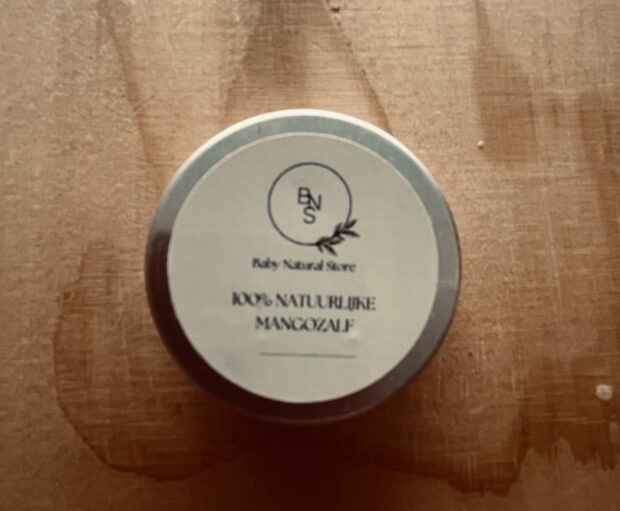 BNS
Baby Natural Store
100% NATUURLIJKE
MANGOZALF